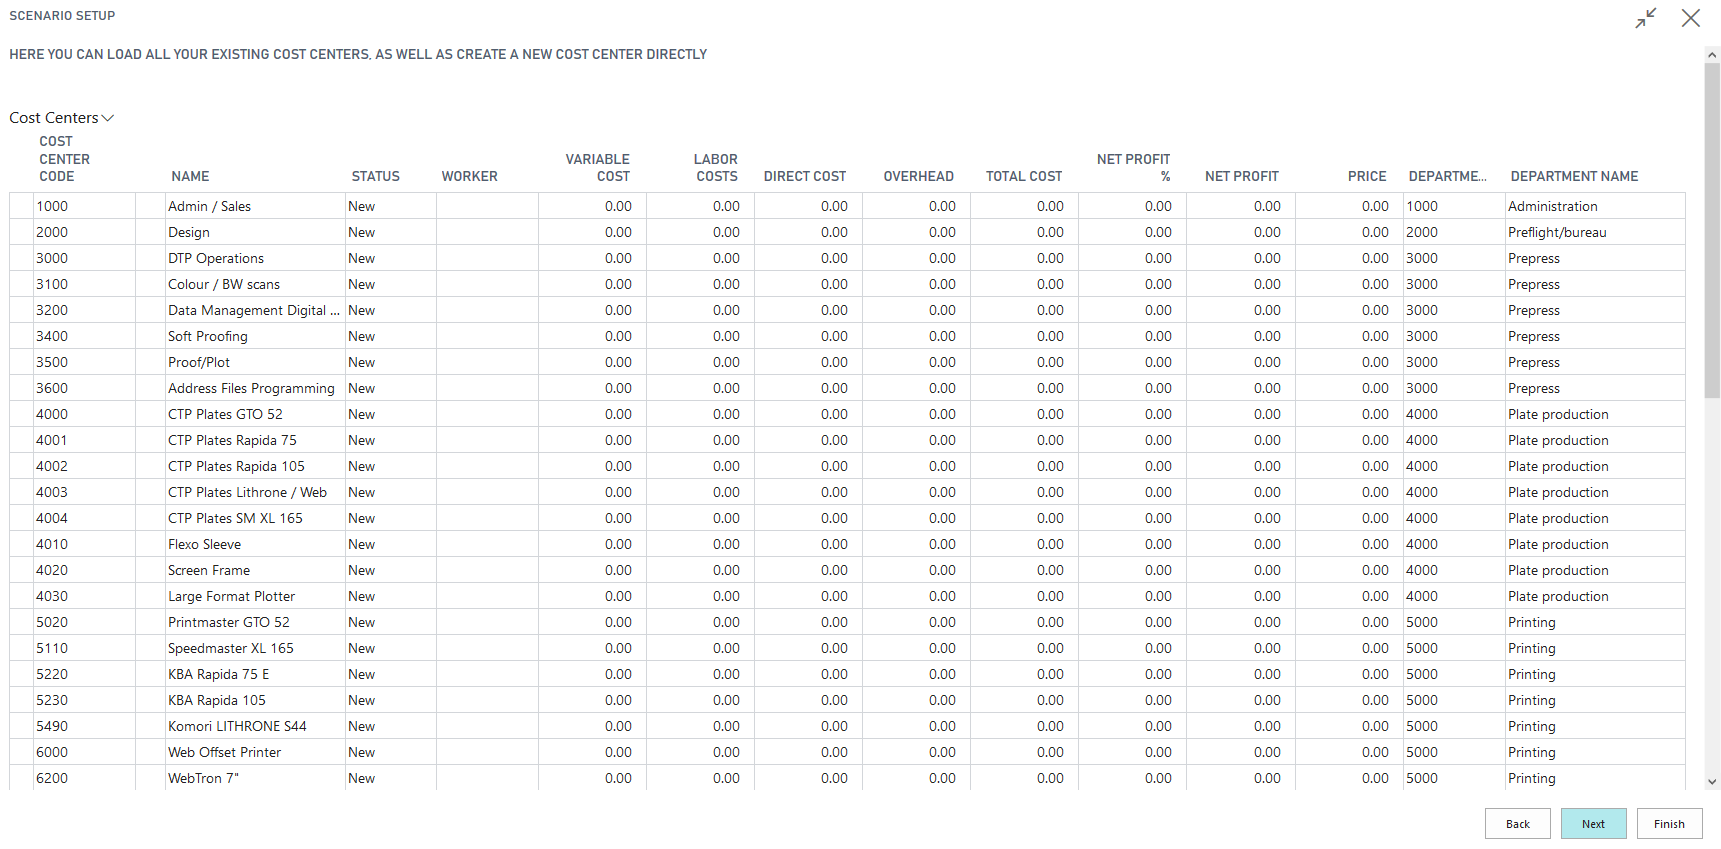 SCENARIO SETUP
HERE YOU CAN LOAD ALL YOUR EXISTING COST CENTERS, AS WELL AS CREATE A NEW COST CENTER DIRECTLY
Cost Centers
COST CENTER CODE NAME STATUS WORKER VARIABLE COST LABOR COSTS DIRECT COST OVERHEAD TOTAL COST NET PROFIT % NET PROFIT PRICE DEPARTME... DEPARTMENT NAME
1000 Admin / Sales New 0.00 0.00 0.00 0.00 0.00 0.00 0.00 0.00 1000 Administration
2000 Design New 0.00 0.00 0.00 0.00 0.00 0.00 0.00 0.00 2000 Preflight/bureau
3000 DTP Operations New 0.00 0.00 0.00 0.00 0.00 0.00 0.00 0.00 3000 Prepress
3100 Colour / BW scans New 0.00 0.00 0.00 0.00 0.00 0.00 0.00 0.00 3000 Prepress
3200 Data Management Digital ... New 0.00 0.00 0.00 0.00 0.00 0.00 0.00 0.00 3000 Prepress
3400 Soft Proofing New 0.00 0.00 0.00 0.00 0.00 0.00 0.00 0.00 3000 Prepress
3500 Proof/Plot New 0.00 0.00 0.00 0.00 0.00 0.00 0.00 0.00 3000 Prepress
3600 Address Files Programming New 0.00 0.00 0.00 0.00 0.00 0.00 0.00 0.00 3000 Prepress
4000 CTP Plates GTO 52 New 0.00 0.00 0.00 0.00 0.00 0.00 0.00 0.00 4000 Plate production
4001 CTP Plates Rapida 75 New 0.00 0.00 0.00 0.00 0.00 0.00 0.00 0.00 4000 Plate production
4002 CTP Plates Rapida 105 New 0.00 0.00 0.00 0.00 0.00 0.00 0.00 0.00 4000 Plate production
4003 CTP Plates Lithrone / Web New 0.00 0.00 0.00 0.00 0.00 0.00 0.00 0.00 4000 Plate production
4004 CTP Plates SM XL 165 New 0.00 0.00 0.00 0.00 0.00 0.00 0.00 0.00 4000 Plate production
4010 Flexo Sleeve New 0.00 0.00 0.00 0.00 0.00 0.00 0.00 0.00 4000 Plate production
4020 Screen Frame New 0.00 0.00 0.00 0.00 0.00 0.00 0.00 0.00 4000 Plate production
4030 Large Format Plotter New 0.00 0.00 0.00 0.00 0.00 0.00 0.00 0.00 4000 Plate production
5020 Printmaster GTO 52 New 0.00 0.00 0.00 0.00 0.00 0.00 0.00 0.00 5000 Printing
5110 Speedmaster XL 165 New 0.00 0.00 0.00 0.00 0.00 0.00 0.00 0.00 5000 Printing
5220 KBA Rapida 75 E New 0.00 0.00 0.00 0.00 0.00 0.00 0.00 0.00 5000 Printing
5230 KBA Rapida 105 New 0.00 0.00 0.00 0.00 0.00 0.00 0.00 0.00 5000 Printing
5490 Komori LITHRONE S44 New 0.00 0.00 0.00 0.00 0.00 0.00 0.00 0.00 5000 Printing
6000 Web Offset Printer New 0.00 0.00 0.00 0.00 0.00 0.00 0.00 0.00 5000 Printing
6200 WebTron 7" New 0.00 0.00 0.00 0.00 0.00 0.00 0.00 0.00 5000 Printing
Back Next Finish